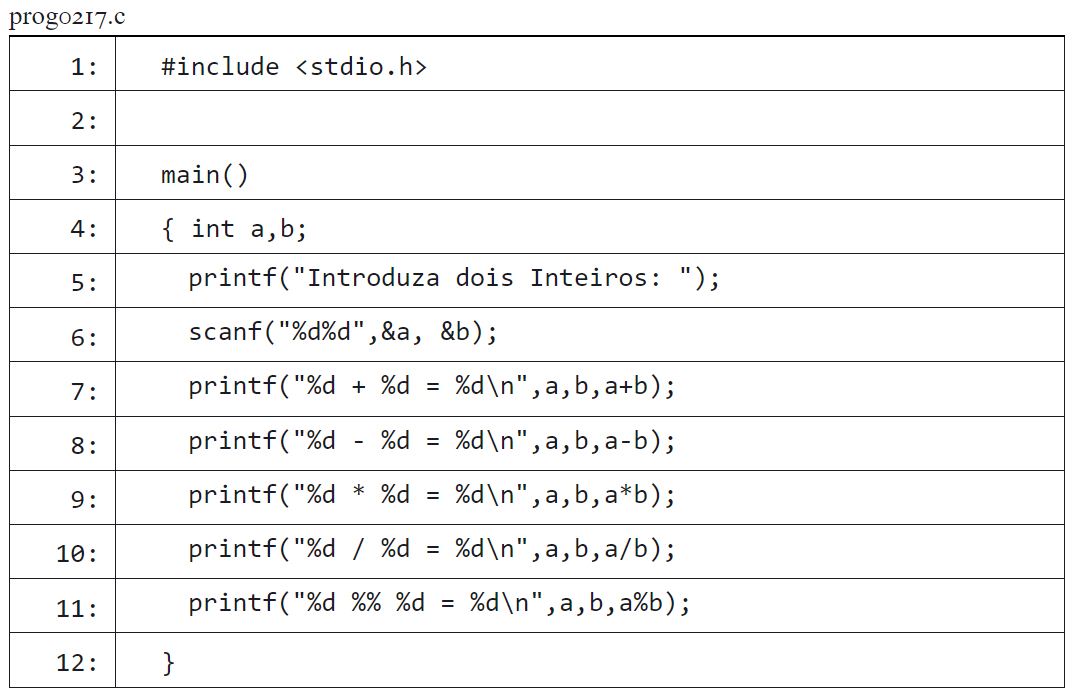 prog0217.c
1: #include <stdio.h>
2:
3: main()
4: { int a,b;
5: printf("Introduza dois Inteiros: ");
6: scanf("%d%d",&a, &b);
7: printf("%d + %d = %d\n",a,b,a+b);
8: printf("%d - %d = %d\n",a,b,a-b);
9: printf("%d * %d = %d\n",a,b,a*b);
10: printf("%d / %d = %d\n",a,b,a/b);
11: printf("%d %% %d = %d\n",a,b,a%b);
12: }